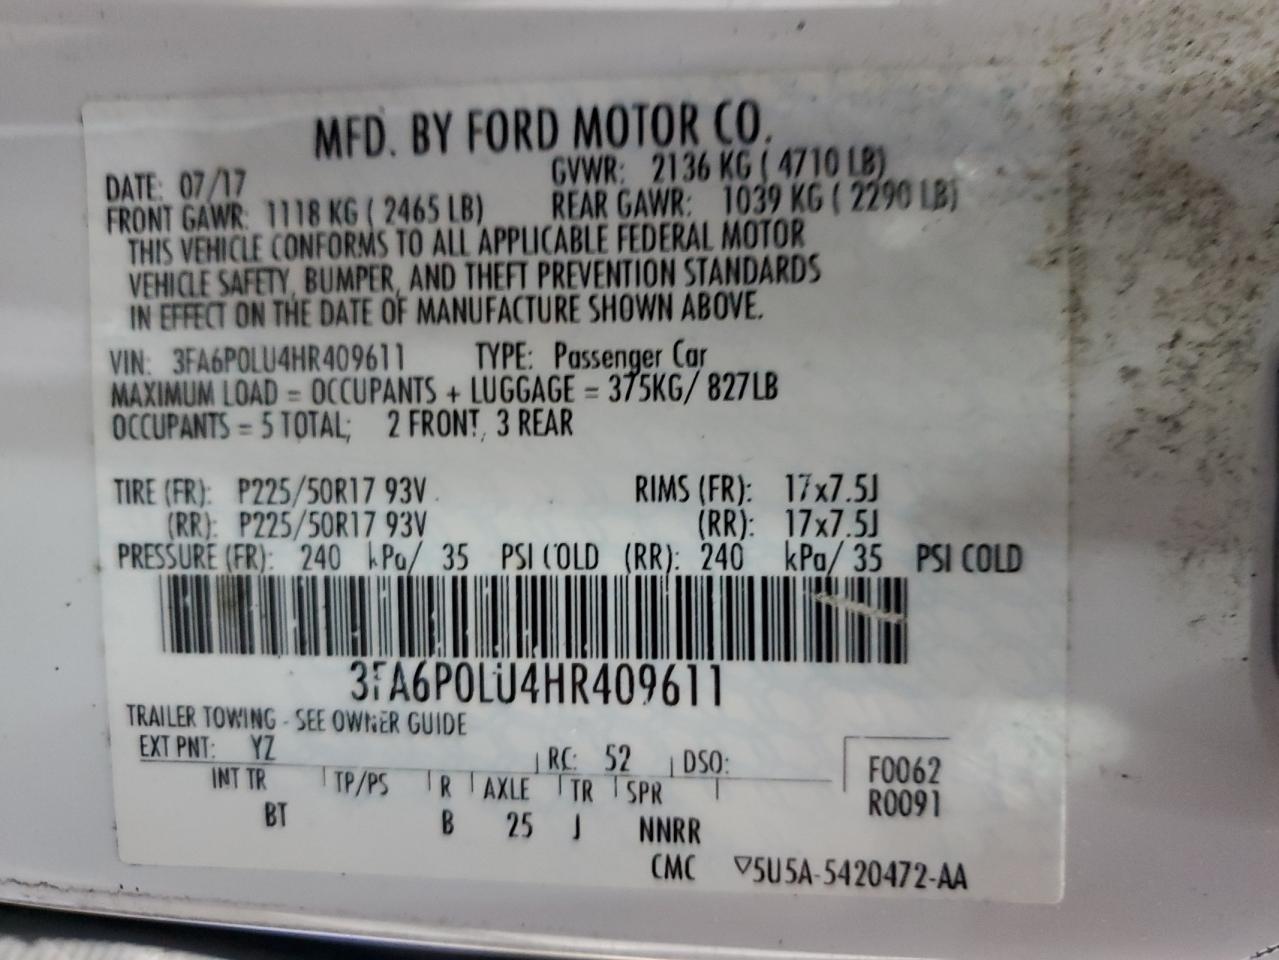 MFD. BY FORD MOTOR CO.
DATE: 07/17 GVWR: 2136 KG ( 4710 LB)
FRONT GAWR: 1118 KG ( 2465 LB) REAR GAWR: 1039 KG ( 2290 LB)
THIS VEHICLE CONFORMS TO ALL APPLICABLE FEDERAL MOTOR
VEHICLE SAFETY, BUMPER, AND THEFT PREVENTION STANDARDS
IN EFFECT ON THE DATE OF MANUFACTURE SHOWN ABOVE.
VIN: 3FA6P0LU4HR409611 TYPE: Passenger Car
MAXIMUM LOAD = OCCUPANTS + LUGGAGE = 375KG/ 827LB
OCCUPANTS = 5 TOTAL; 2 FRONT, 3 REAR
TIRE (FR): P225/50R17 93V RIMS (FR): 17x7.5J
(RR): P225/50R17 93V (RR): 17x7.5J
PRESSURE (FR): 240 kPa/ 35 PSI COLD (RR): 240 kPa/ 35 PSI COLD
3FA6P0LU4HR409611
TRAILER TOWING - SEE OWNER GUIDE
EXT PNT: YZ RC: 52 DSO:
INT TR TP/PS R AXLE TR SPR
BT B 25 J NNRR
F0062
R0091
CMC ▽5U5A-5420472-AA